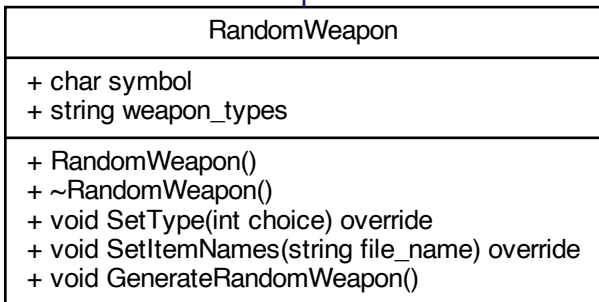 RandomWeapon
+ char symbol
+ string weapon_types
+ RandomWeapon()
+ ~RandomWeapon()
+ void SetType(int choice) override
+ void SetItemNames(string file_name) override
+ void GenerateRandomWeapon()